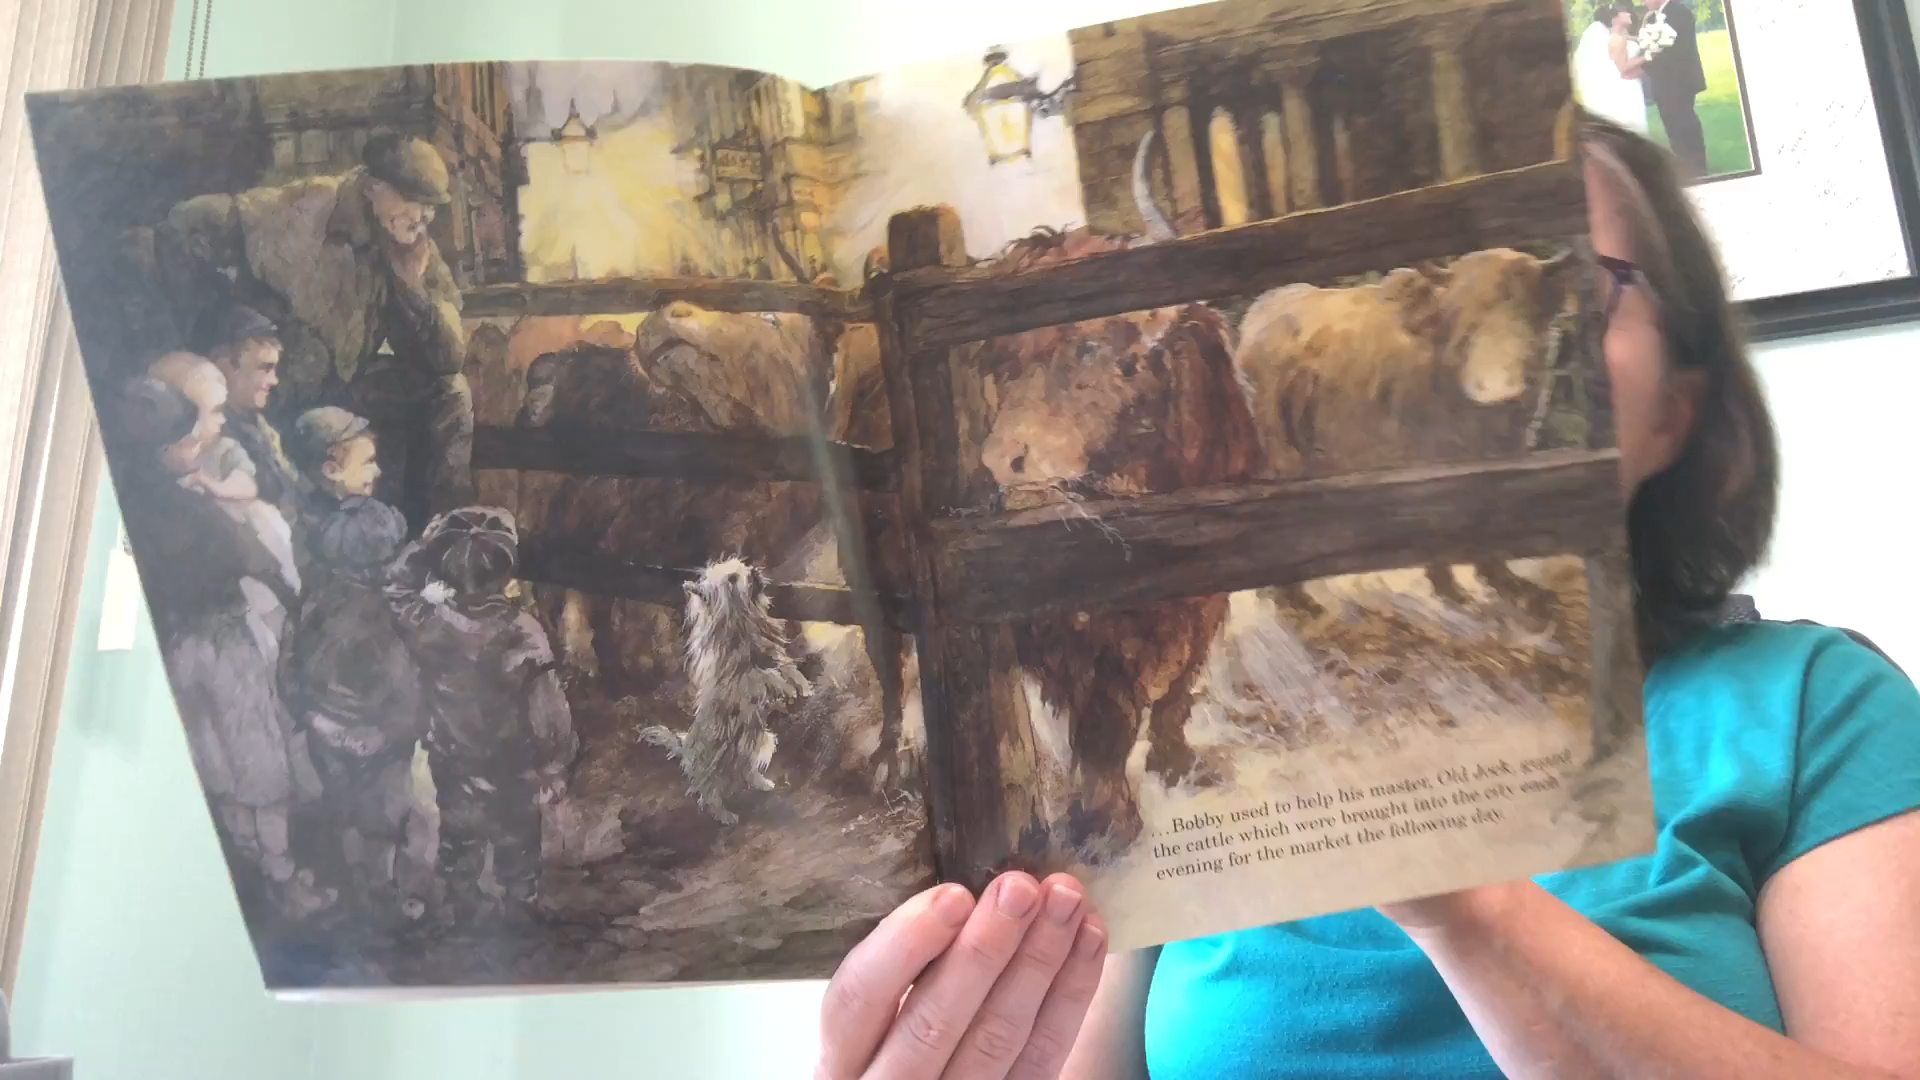 ...Bobby used to help his master, Old Jock, guard
the cattle which were brought into the city each
evening for the market the following day.